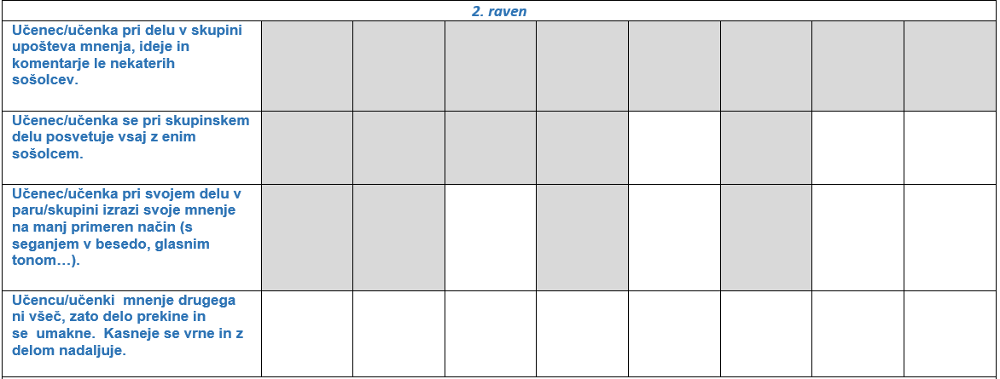 2. raven
Učenec/učenka pri delu v skupini
upošteva mnenja, ideje in
komentarje le nekaterih
sošolcev.
Učenec/učenka se pri skupinskem
delu posvetuje vsaj z enim
sošolcem.
Učenec/učenka pri svojem delu v
paru/skupini izrazi svoje mnenje
na manj primeren način (s
seganjem v besedo, glasnim
tonom…).
Učencu/učenki  mnenje drugega
ni všeč, zato delo prekine in
se  umakne.  Kasneje se vrne in z
delom nadaljuje.